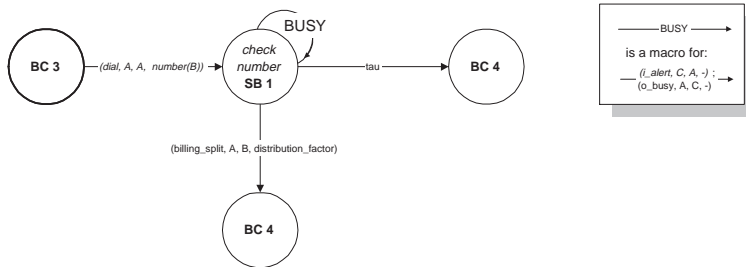 BUSY
BC 3
(dial, A, A, number(B))
check
number
SB 1
tau
BC 4
(billing_split, A, B, distribution_factor)
BC 4
BUSY
is a macro for:
(i_alert, C, A, -) ;
(o_busy, A, C, -)